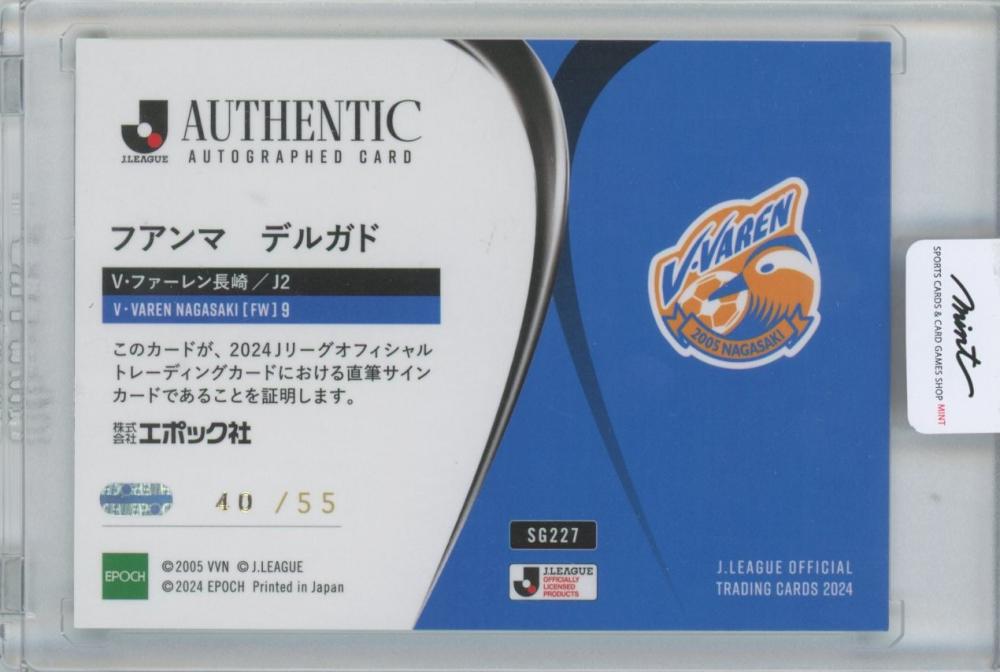 J.LEAGUE
AUTHENTIC
AUTOGRAPHED CARD
フアンマ デルガド
V・ファーレン長崎／J2
V・VAREN NAGASAKI [FW] 9
このカードが、2024Jリーグオフィシャル
トレーディングカードにおける直筆サイン
カードであることを証明します。
株式会社エポック社
40 /55
EPOCH
©2005 VVN ©J.LEAGUE
©2024 EPOCH Printed in Japan
V・VAREN
2005 NAGASAKI
SG227
J.LEAGUE
OFFICIALLY
LICENSED
PRODUCTS
J.LEAGUE OFFICIAL
TRADING CARDS 2024
mint
SPORTS CARDS & CARD GAMES SHOP MINT